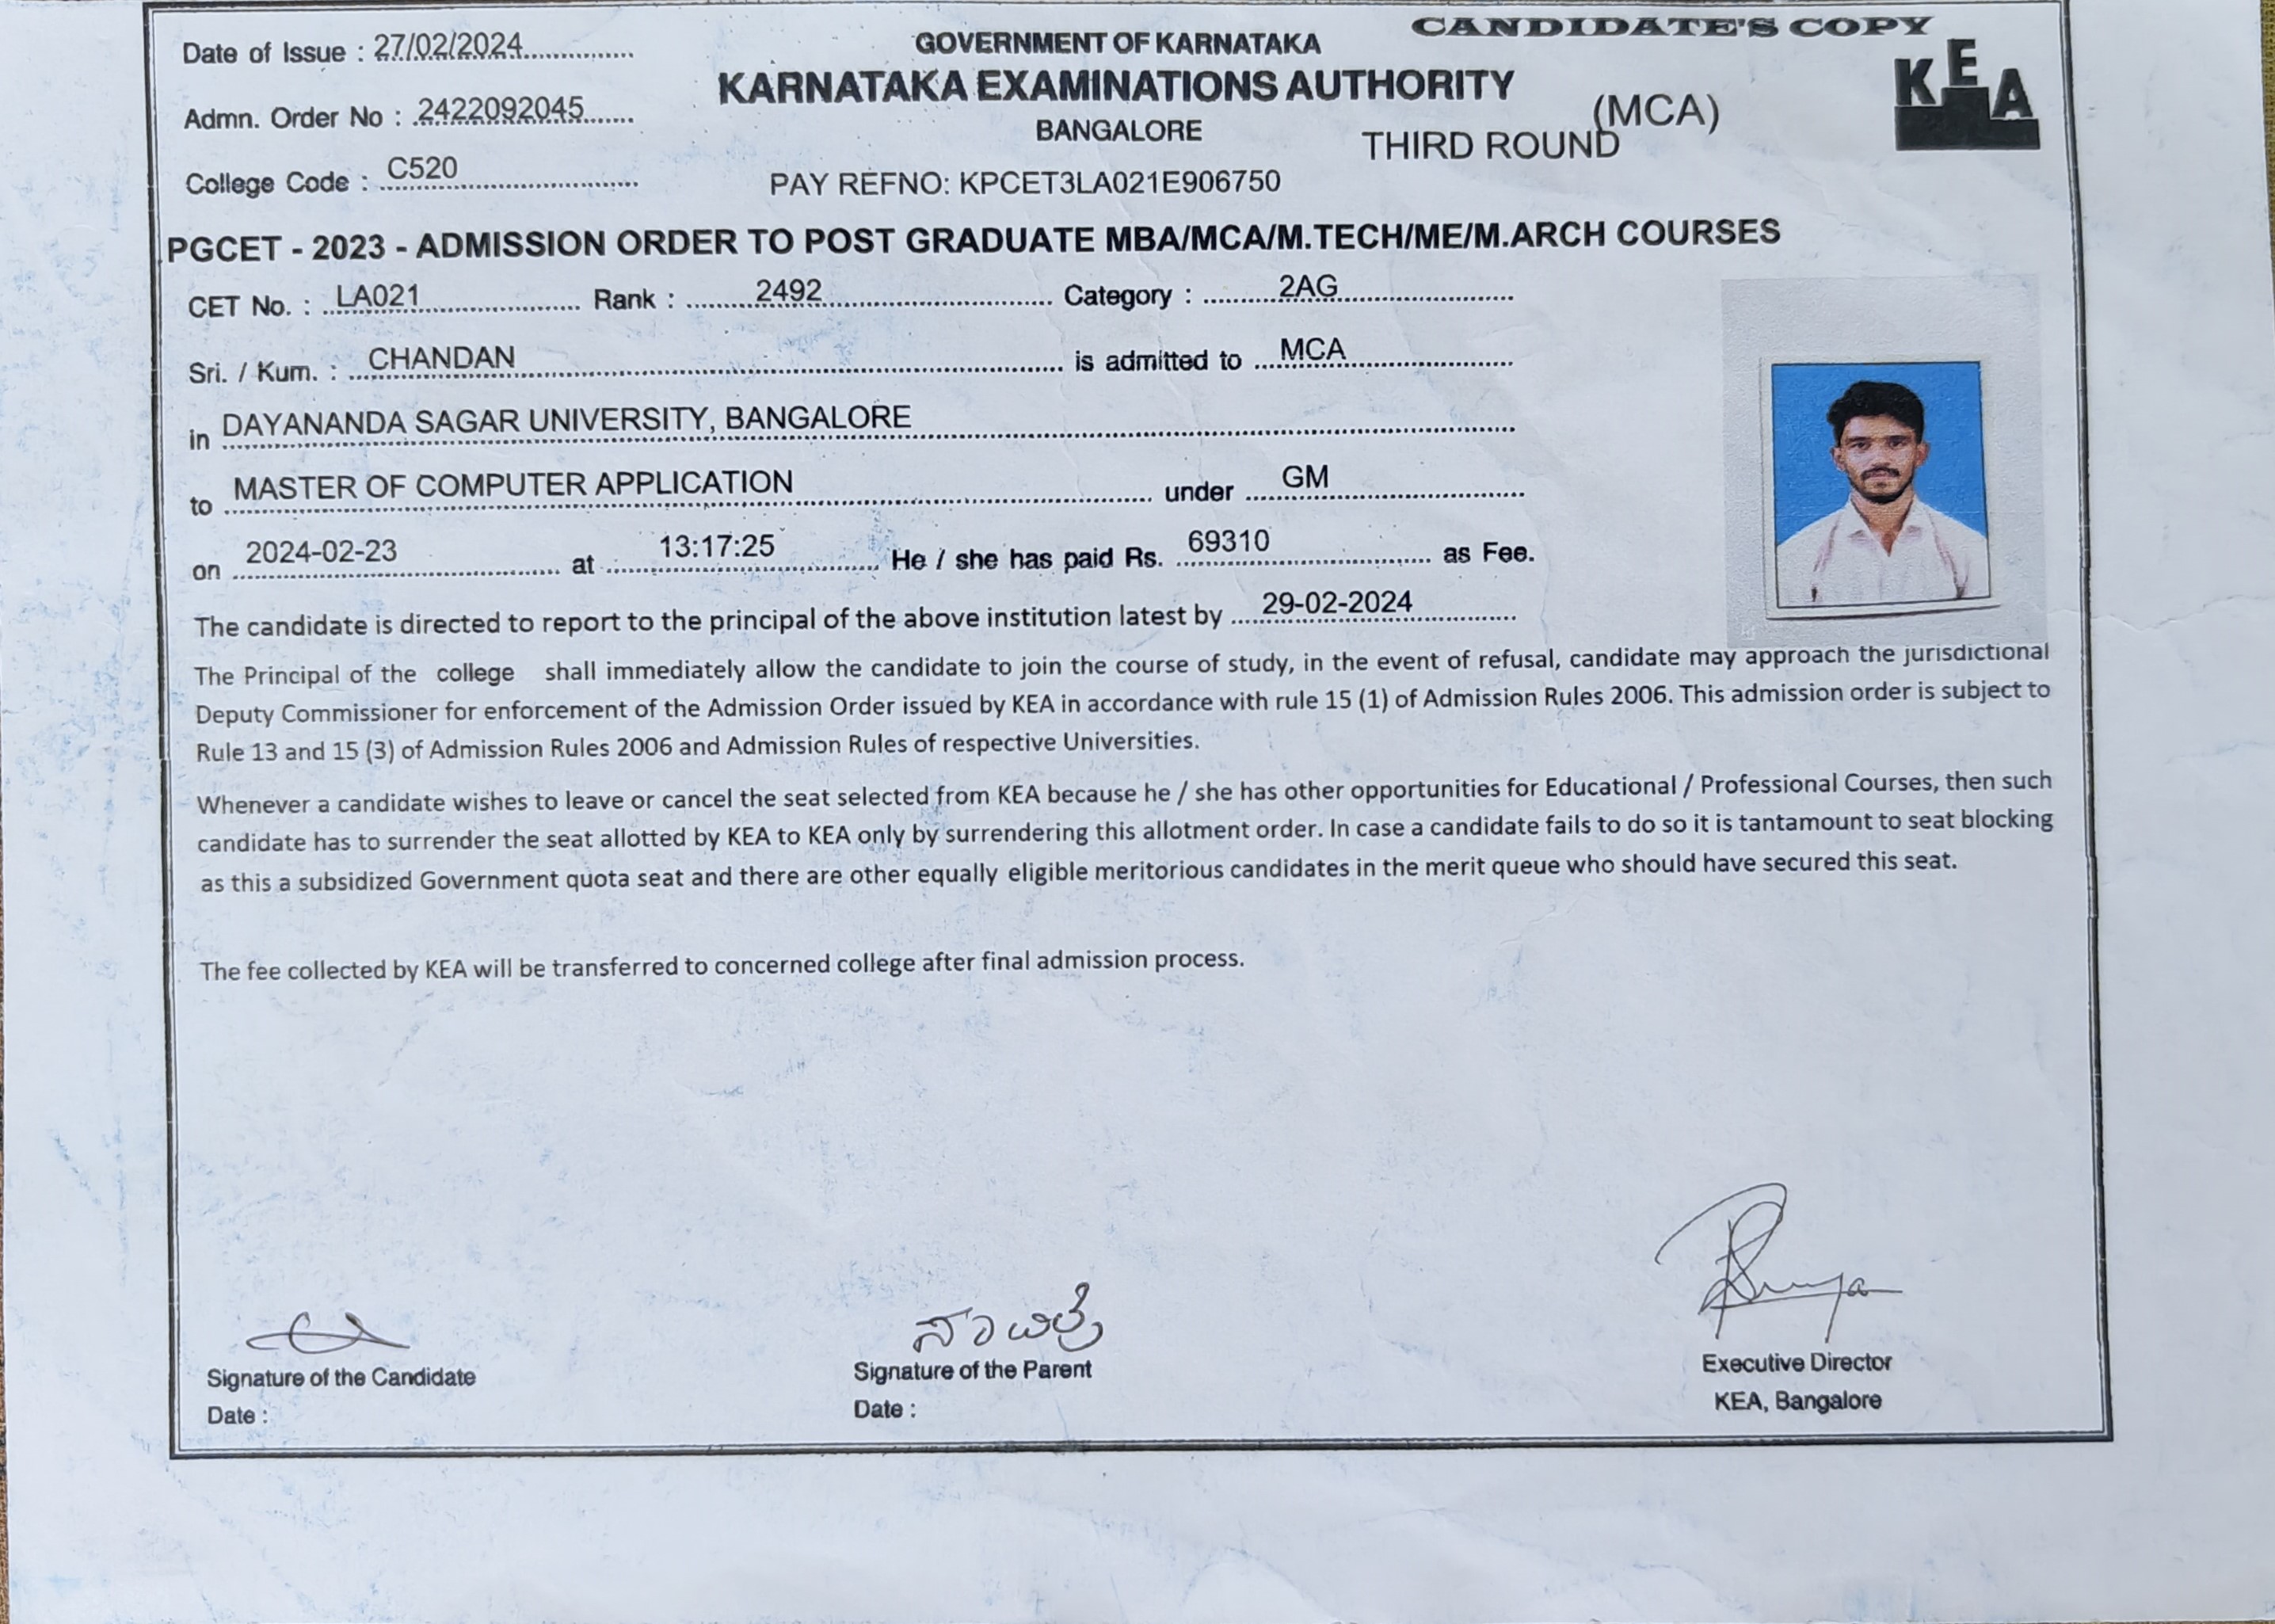 CANDIDATE'S COPY
Date of Issue : 27/02/2024
GOVERNMENT OF KARNATAKA
KEA
Admn. Order No : 2422092045
KARNATAKA EXAMINATIONS AUTHORITY
(MCA)
BANGALORE
THIRD ROUND
College Code : C520
PAY REFNO: KPCET3LA021E906750
PGCET - 2023 - ADMISSION ORDER TO POST GRADUATE MBA/MCA/M.TECH/ME/M.ARCH COURSES
CET No. : LA021 Rank : 2492 Category : 2AG
Sri. / Kum. : CHANDAN is admitted to MCA
in DAYANANDA SAGAR UNIVERSITY, BANGALORE
to MASTER OF COMPUTER APPLICATION under GM
on 2024-02-23 at 13:17:25 He / she has paid Rs. 69310 as Fee.
The candidate is directed to report to the principal of the above institution latest by 29-02-2024
The Principal of the college shall immediately allow the candidate to join the course of study, in the event of refusal, candidate may approach the jurisdictional
Deputy Commissioner for enforcement of the Admission Order issued by KEA in accordance with rule 15 (1) of Admission Rules 2006. This admission order is subject to
Rule 13 and 15 (3) of Admission Rules 2006 and Admission Rules of respective Universities.
Whenever a candidate wishes to leave or cancel the seat selected from KEA because he / she has other opportunities for Educational / Professional Courses, then such
candidate has to surrender the seat allotted by KEA to KEA only by surrendering this allotment order. In case a candidate fails to do so it is tantamount to seat blocking
as this a subsidized Government quota seat and there are other equally eligible meritorious candidates in the merit queue who should have secured this seat.
The fee collected by KEA will be transferred to concerned college after final admission process.
ಸಾವಿತ್ರಿ
Signature of the Candidate
Signature of the Parent
Executive Director
Date :
Date :
KEA, Bangalore